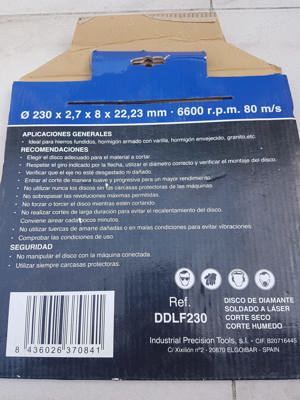 Ø 230 x 2,7 x 8 x 22,23 mm · 6600 r.p.m. 80 m/s
APLICACIONES GENERALES
• Ideal para hierros fundidos, hormigón armado con varilla, hormigón envejecido, granito,etc.
RECOMENDACIONES
• Elegir el disco adecuado para el material a cortar.
• Respetar el giro indicado por la flecha, utilizar el diámetro correcto y verificar el montaje del disco.
• Verificar que el eje no esté desgastado ni dañado.
• Entrar al corte de manera suave y progresiva para un mayor rendimiento.
• No utilizar nunca los discos sin las carcasas protectoras de las máquinas.
• No sobrepasar las revoluciones máximas permitidas.
• No forzar o torcer el disco mientras estén cortando.
• No realizar cortes de larga duración para evitar el recalentamiento del disco.
Conviene airear cada pocos minutos.
• No utilizar tuercas de amarre dañadas o en malas condiciones para evitar vibraciones.
• Comprobar las condiciones de uso.
SEGURIDAD
• No manipular el disco con la máquina conectada.
• Utilizar siempre carcasas protectoras.
8 436026 370841
Ref.
DDLF230
DISCO DE DIAMANTE
SOLDADO A LÁSER
CORTE SECO
CORTE HUMEDO
Industrial Precision Tools, s.l. • CIF. B20716445
C/ Xixilión nº2 - 20870 ELGOIBAR - SPAIN